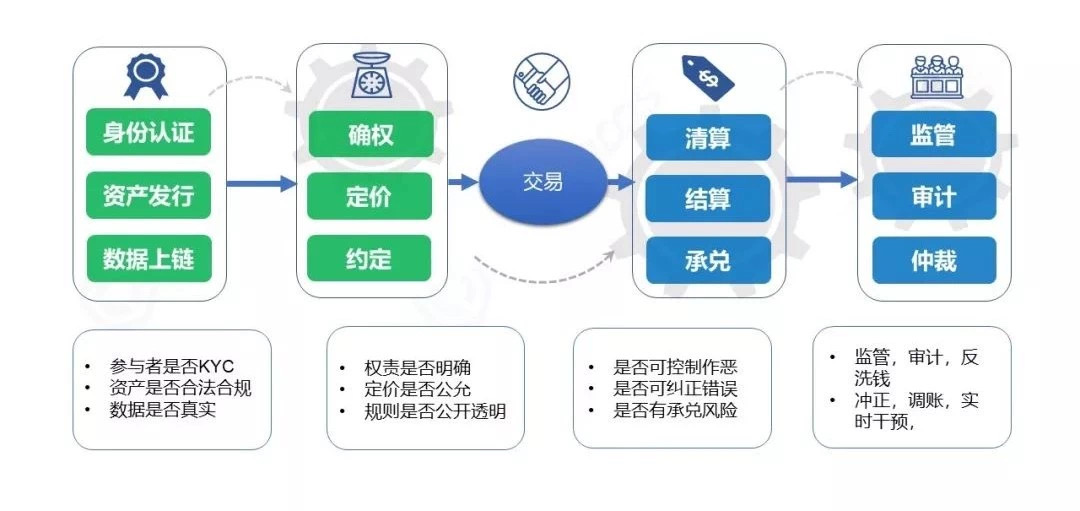 身份认证
资产发行
数据上链
确权
定价
约定
交易
清算
结算
承兑
监管
审计
仲裁
• 参与者是否KYC
• 资产是否合法合规
• 数据是否真实
• 权责是否明确
• 定价是否公允
• 规则是否公开透明
• 是否可控制作恶
• 是否可纠正错误
• 是否有承兑风险
• 监管，审计，反
洗钱
• 冲正，调账，实
时干预，